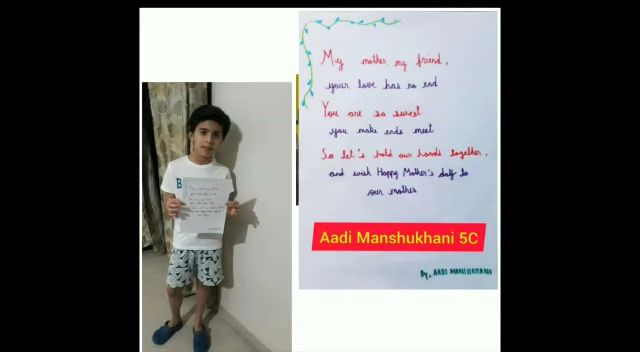 My mother my friend,
your love has no end
You are so sweet
you make ends meet
So let's hold our hands together,
and wish Happy Mother's day to
our mother
Aadi Manshukhani 5C
By, AADI MANSHUKHANI
B